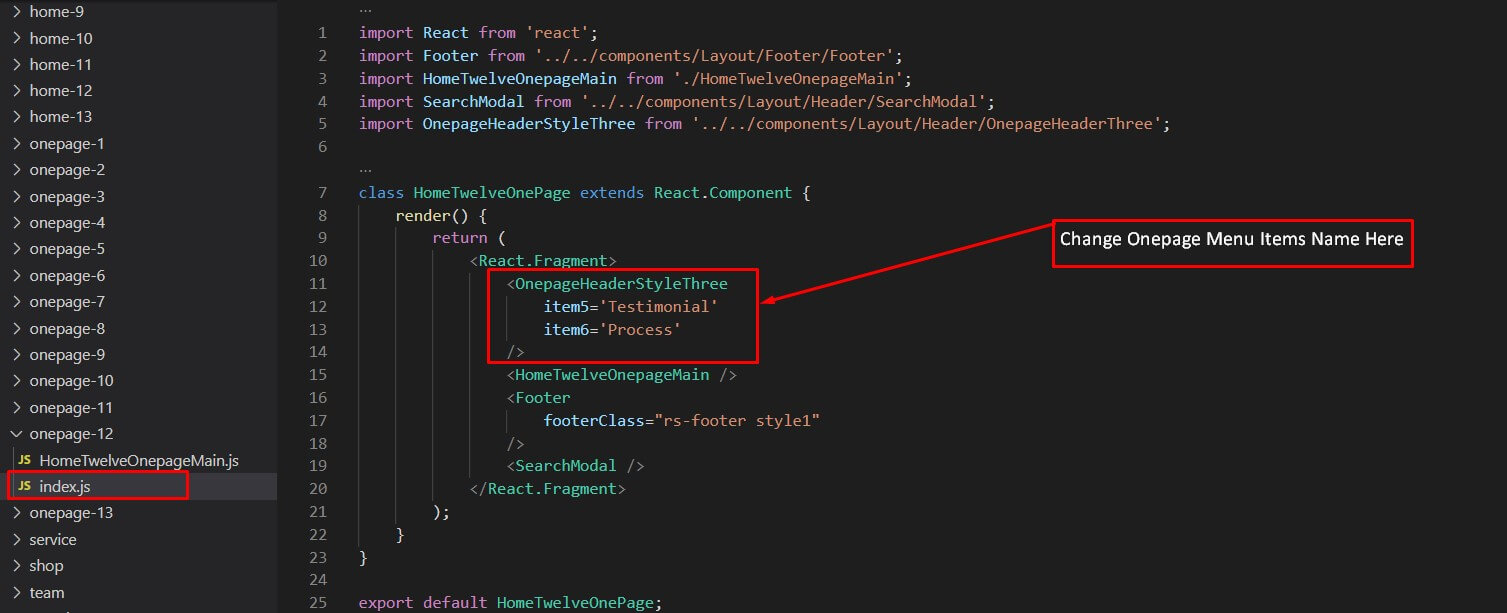 home-9
home-10
home-11
home-12
home-13
onepage-1
onepage-2
onepage-3
onepage-4
onepage-5
onepage-6
onepage-7
onepage-8
onepage-9
onepage-10
onepage-11
onepage-12
JS HomeTwelveOnepageMain.js
JS index.js
onepage-13
service
shop
team
...
1 import React from 'react';
2 import Footer from '../../components/Layout/Footer/Footer';
3 import HomeTwelveOnepageMain from './HomeTwelveOnepageMain';
4 import SearchModal from '../../components/Layout/Header/SearchModal';
5 import OnepageHeaderStyleThree from '../../components/Layout/Header/OnepageHeaderThree';
6
...
7 class HomeTwelveOnePage extends React.Component {
8 render() {
9 return (
10 <React.Fragment>
11 <OnepageHeaderStyleThree
12 item5='Testimonial'
13 item6='Process'
14 />
15 <HomeTwelveOnepageMain />
16 <Footer
17 footerClass="rs-footer style1"
18 />
19 <SearchModal />
20 </React.Fragment>
21 );
22 }
23 }
24
25 export default HomeTwelveOnePage;
Change Onepage Menu Items Name Here